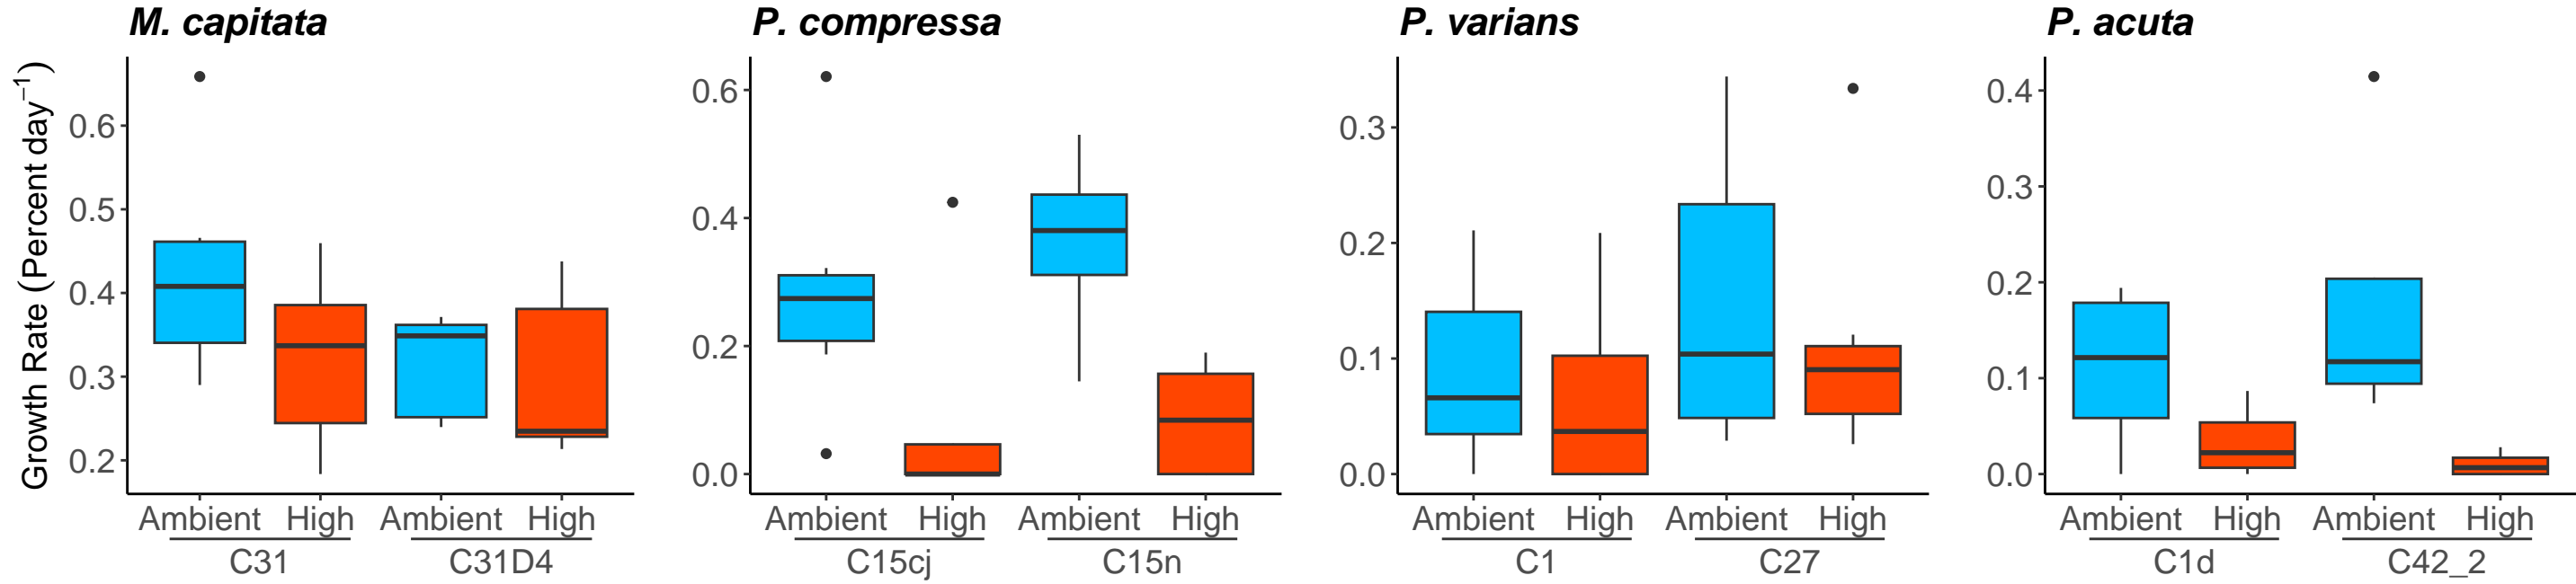 M. capitata
P. compressa
P. varians
P. acuta
Growth Rate (Percent day⁻¹)
0.6
0.5
0.4
0.3
0.2
Ambient High Ambient High
C31 C31D4
0.6
0.4
0.2
0.0
Ambient High Ambient High
C15cj C15n
0.3
0.2
0.1
0.0
Ambient High Ambient High
C1 C27
0.4
0.3
0.2
0.1
0.0
Ambient High Ambient High
C1d C42_2